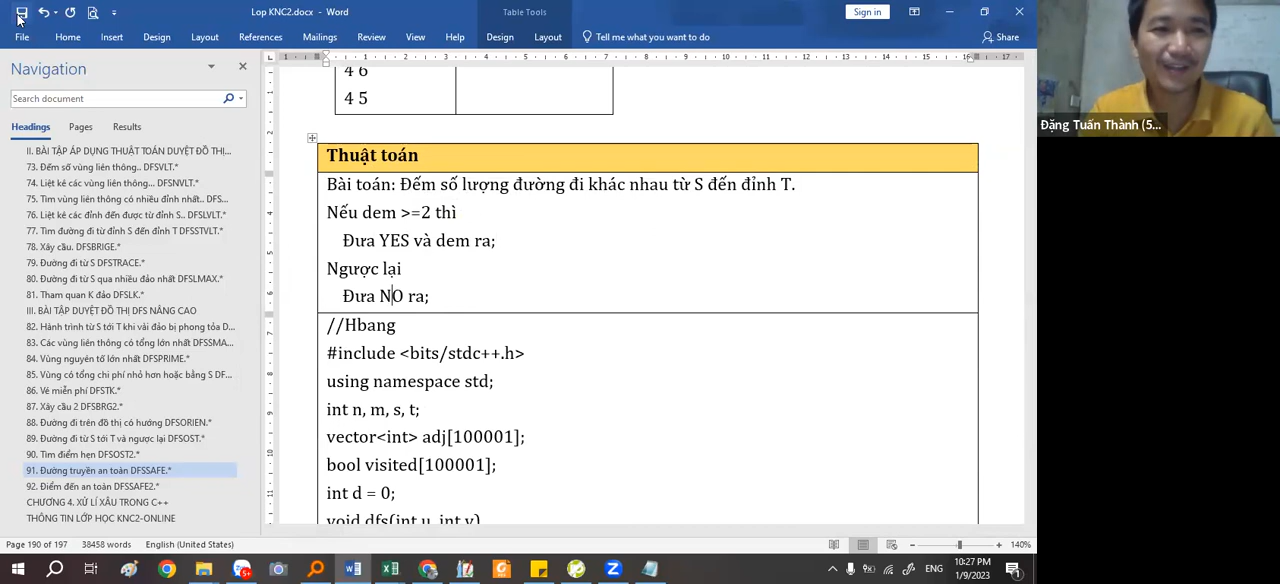 Lop KNC2.docx - Word
Table Tools
Sign in
File Home Insert Design Layout References Mailings Review View Help Design Layout Tell me what you want to do Share
Navigation
Search document
Headings Pages Results
II. BÀI TẬP ÁP DỤNG THUẬT TOÁN DUYỆT ĐỒ THỊ...
73. Đếm số vùng liên thông.. DFSVLT.*
74. Liệt kê các vùng liên thông... DFSNVLT.*
75. Tìm vùng liên thông có nhiều đỉnh nhất.. DFS...
76. Liệt kê các đỉnh đến được từ đỉnh S.. DFSLVLT.*
77. Tìm đường đi từ đỉnh S đến đỉnh T DFSSTVLT.*
78. Xây cầu. DFSBRIGE.*
79. Đường đi từ S DFSTRACE.*
80. Đường đi từ S qua nhiều đảo nhất DFSLMAX.*
81. Tham quan K đảo DFSLK.*
III. BÀI TẬP DUYỆT ĐỒ THỊ DFS NÂNG CAO
82. Hành trình từ S tới T khi vài đảo bị phong tỏa D...
83. Các vùng liên thông có tổng lớn nhất DFSSMA...
84. Vùng nguyên tố lớn nhất DFSPRIME.*
85. Vùng có tổng chi phí nhỏ hơn hoặc bằng S DF...
86. Vé miễn phí DFSTK.*
87. Xây cầu 2 DFSBRG2.*
88. Đường đi trên đồ thị có hướng DFSORIEN.*
89. Đường đi từ S tới T và ngược lại DFSOST.*
90. Tìm điểm hẹn DFSOST2.*
91. Đường truyền an toàn DFSSAFE.*
92. Điểm đến an toàn DFSSAFE2.*
CHƯƠNG 4. XỬ LÍ XÂU TRONG C++
THÔNG TIN LỚP HỌC KNC2-ONLINE
4 6
4 5
Thuật toán
Bài toán: Đếm số lượng đường đi khác nhau từ S đến đỉnh T.
Nếu dem >=2 thì
Đưa YES và dem ra;
Ngược lại
Đưa NO ra;
//Hbang
#include <bits/stdc++.h>
using namespace std;
int n, m, s, t;
vector<int> adj[100001];
bool visited[100001];
int d = 0;
void dfs(int u, int v)
Đặng Tuấn Thành (5...
Page 190 of 197 38458 words English (United States) 140%
ENG
10:27 PM
1/9/2023